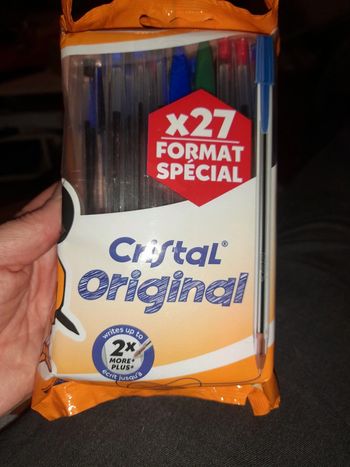 x27
FORMAT
SPÉCIAL
Cristal®
Original
writes up to
2x
MORE*
PLUS*
écrit jusqu'à